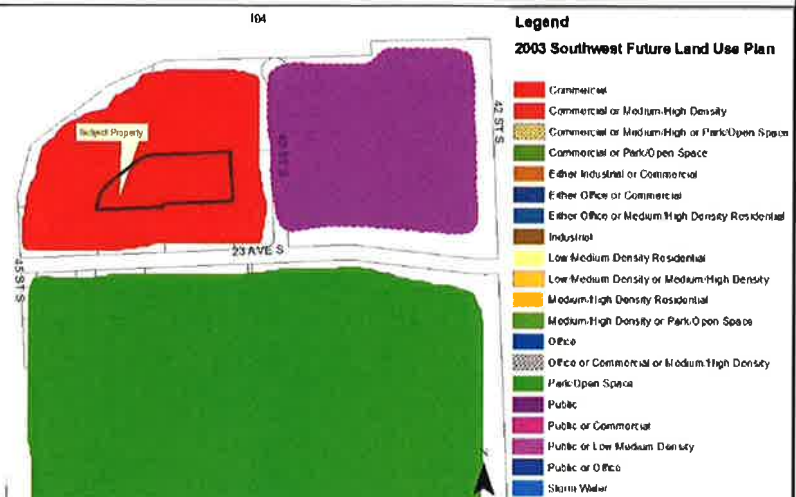 I94
Legend
2003 Southwest Future Land Use Plan
Subject Property
42 ST S
43 ST S
23 AVE S
45 ST S
Commercial
Commercial or Medium-High Density
Commercial or Medium/High or Park/Open Space
Commercial or Park/Open Space
Either Industrial or Commercial
Either Office or Commercial
Either Office or Medium/High Density Residential
Industrial
Low/Medium Density Residential
Low/Medium Density or Medium/High Density
Medium/High Density Residential
Medium/High Density or Park/Open Space
Office
Office or Commercial or Medium/High Density
Park/Open Space
Public
Public or Commercial
Public or Low/Medium Density
Public or Office
Storm Water
N